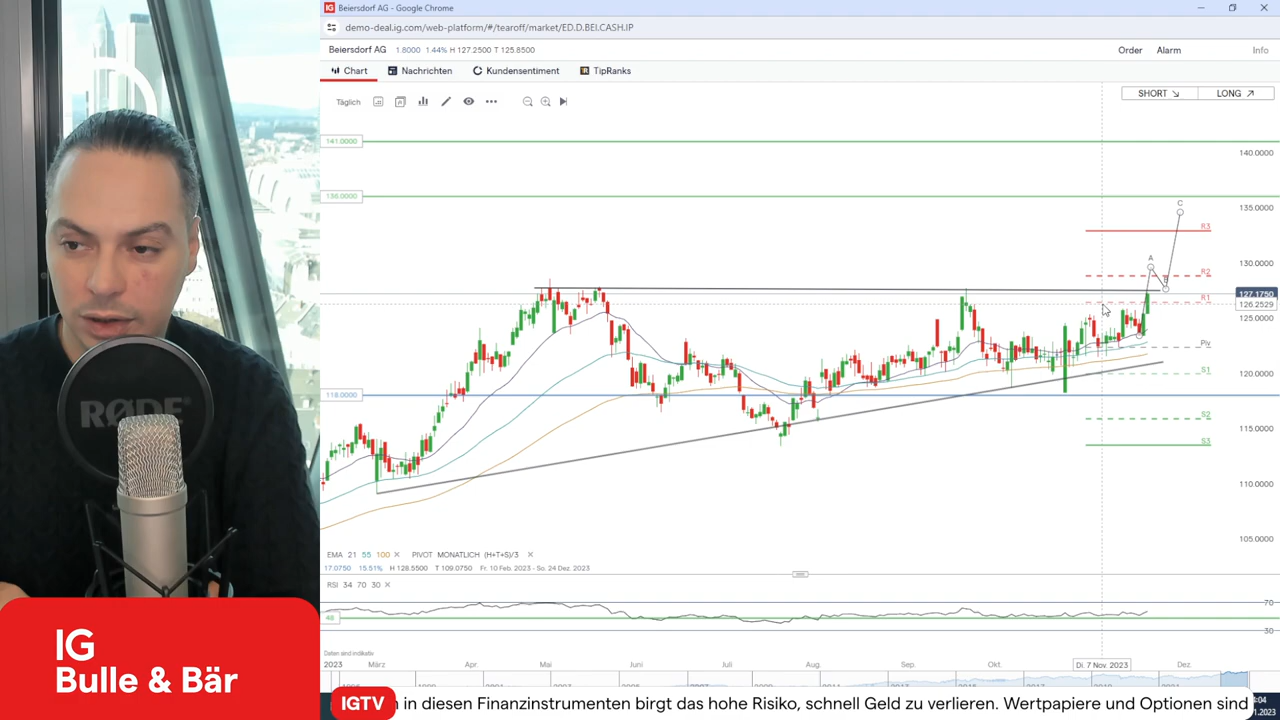 Beiersdorf AG - Google Chrome
demo-deal.ig.com/web-platform/#/tearoff/market/ED.D.BEI.CASH.IP
Beiersdorf AG 1.8000 1.44% H 127.2500 T 125.8500
Order Alarm Info
Chart Nachrichten Kundensentiment TipRanks
Täglich
SHORT LONG
141.0000
140.0000
136.0000
135.0000
C
R3
A
130.0000
R2
B
127.1750
R1
126.2529
125.0000
Piv
S1
120.0000
118.0000
S2
115.0000
S3
110.0000
105.0000
EMA 21 55 100 PIVOT MONATLICH (H+T+S)/3
17.0750 15.51% H 128.5500 T 109.0750 Fr. 10 Feb. 2023 - So. 24 Dez. 2023
RSI 34 70 30
70
48
30
Daten sind indikativ
2023 März Apr. Mai Juni Juli Aug. Sep. Okt. Di. 7 Nov. 2023 Dez.
RØDE
IG
Bulle & Bär
IGTV
in diesen Finanzinstrumenten birgt das hohe Risiko, schnell Geld zu verlieren. Wertpapiere und Optionen sind